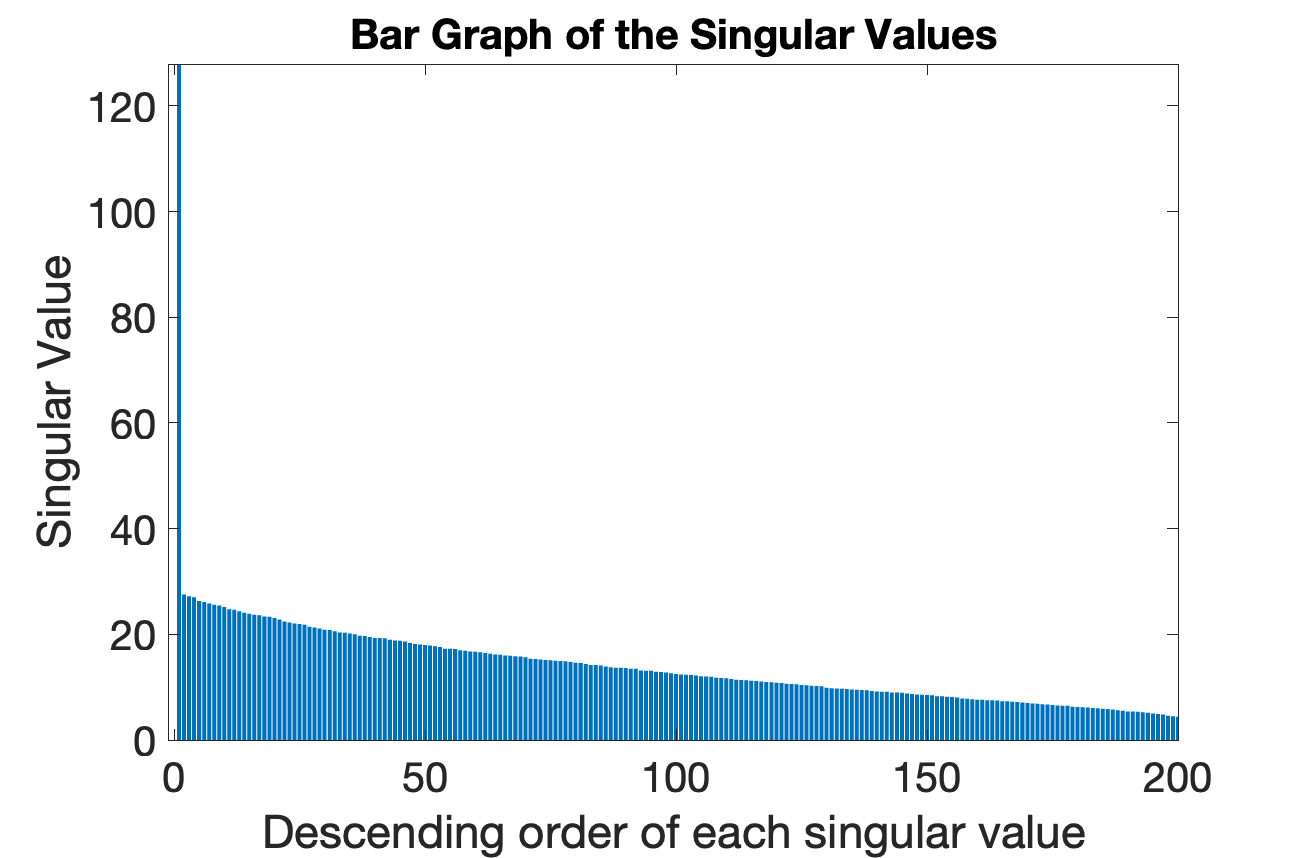 Bar Graph of the Singular Values
120
100
80
60
40
20
0
Singular Value
0 50 100 150 200
Descending order of each singular value